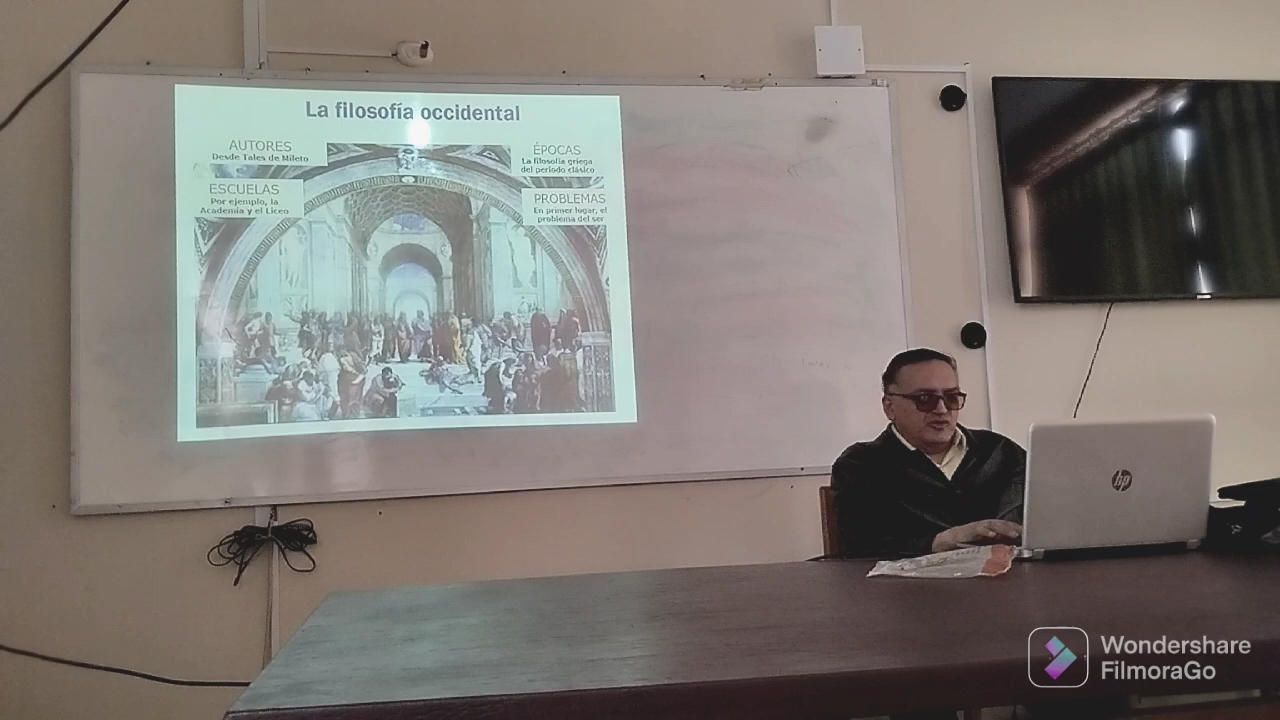 La filosofía occidental
AUTORES
Desde Tales de Mileto
ÉPOCAS
La filosofía griega
del periodo clásico
ESCUELAS
Por ejemplo, la
Academia y el Liceo
PROBLEMAS
En primer lugar, el
problema del ser
hp
Wondershare
FilmoraGo